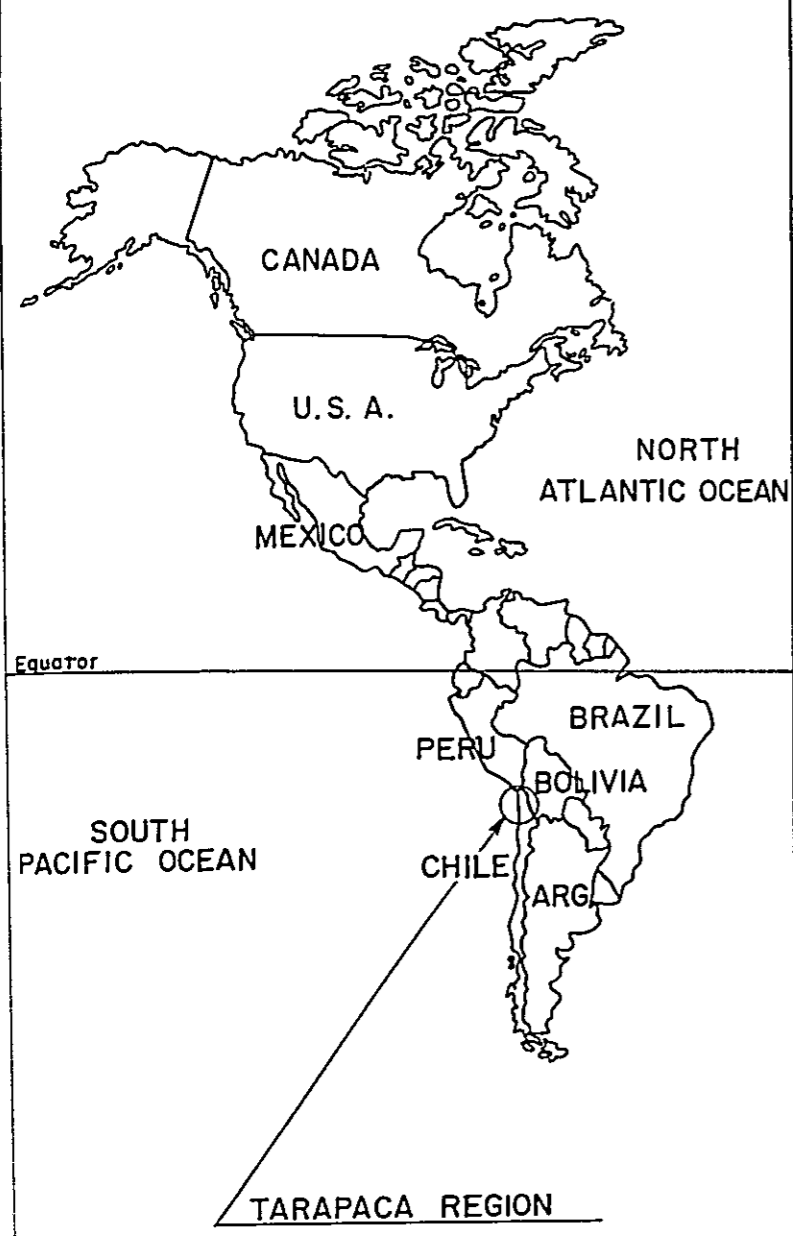 CANADA
U.S.A.
NORTH
ATLANTIC OCEAN
MEXICO
Equator
BRAZIL
PERU
BOLIVIA
SOUTH
PACIFIC OCEAN
CHILE
ARG
TARAPACA REGION